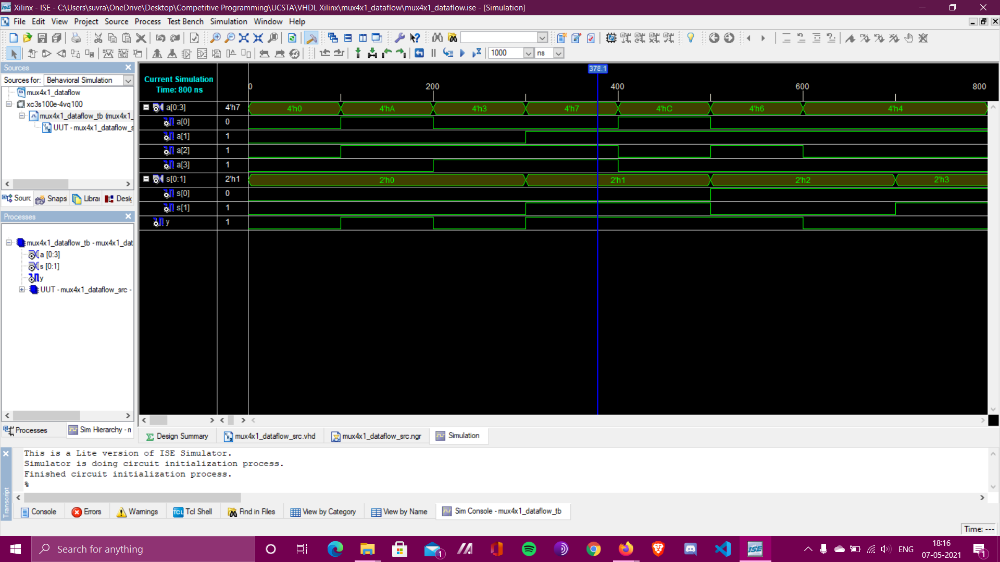 Xilinx - ISE - C:\Users\suvra\OneDrive\Desktop\Competitive Programming\UCSTA\VHDL Xilinx\mux4x1_dataflow\mux4x1_dataflow.ise - [Simulation]
File Edit View Project Source Process Test Bench Simulation Window Help
1000 ns
Sources
Sources for: Behavioral Simulation
mux4x1_dataflow
xc3s100e-4vq100
mux4x1_dataflow_tb (mux4x1_
UUT - mux4x1_dataflow_s
Sourc Snaps Librar Desig
Processes
mux4x1_dataflow_tb - mux4x1_dat
a [0:3]
s [0:1]
y
UUT - mux4x1_dataflow_src -
Processes Sim Hierarchy - n
Current Simulation
Time: 800 ns
378.1
0 200 400 600 800
a[0:3] 4'h7 4'h0 4'hA 4'h3 4'h7 4'hC 4'h6 4'h4
a[0] 0
a[1] 1
a[2] 1
a[3] 1
s[0:1] 2'h1 2'h0 2'h1 2'h2 2'h3
s[0] 0
s[1] 1
y 1
Design Summary mux4x1_dataflow_src.vhd mux4x1_dataflow_src.ngr Simulation
This is a Lite version of ISE Simulator.
Simulator is doing circuit initialization process.
Finished circuit initialization process.
%
Transcript
Console Errors Warnings TCL Tcl Shell Find in Files View by Category View by Name Sim Console - mux4x1_dataflow_tb
Time: ---
Search for anything
1
ISE
ENG
18:16
07-05-2021
1